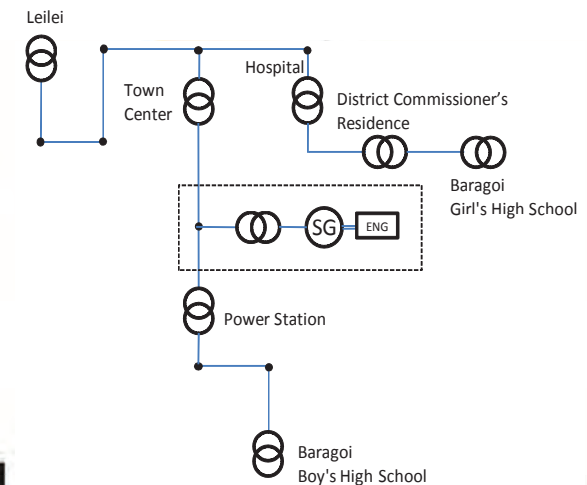 Leilei
Hospital
Town
Center
District Commissioner's
Residence
Baragoi
Girl's High School
SG
ENG
Power Station
Baragoi
Boy's High School